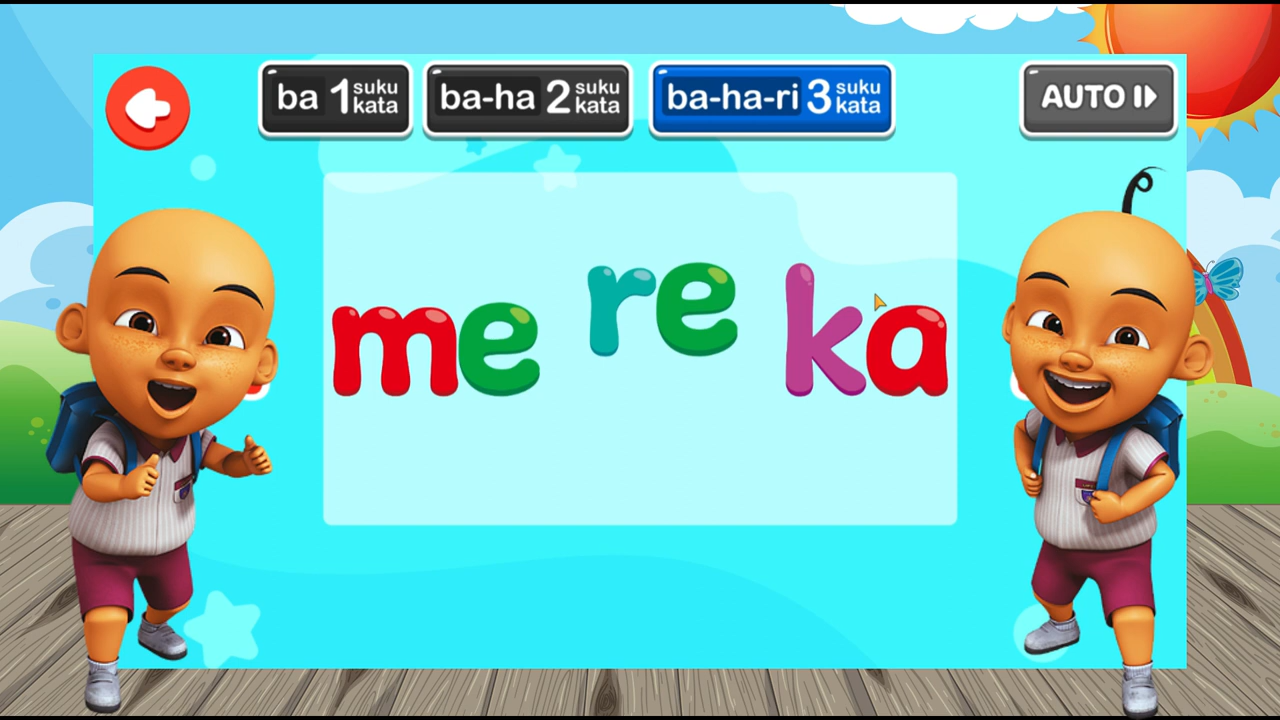 ba 1 suku kata
ba-ha 2 suku kata
ba-ha-ri 3 suku kata
AUTO
me re ka